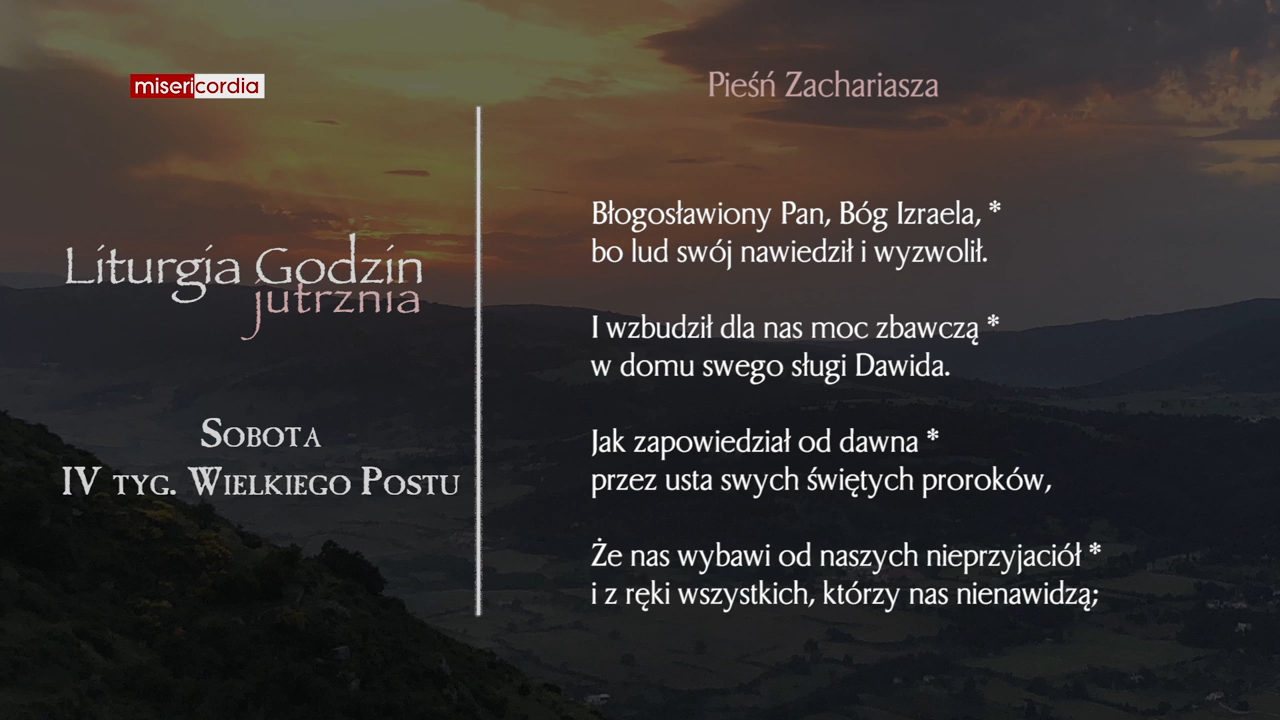 misericordia
Liturgia Godzin
jutrznia
Sobota
IV tyg. Wielkiego Postu
Pieśń Zachariasza
Błogosławiony Pan, Bóg Izraela, *
bo lud swój nawiedził i wyzwolił.
I wzbudził dla nas moc zbawczą *
w domu swego sługi Dawida.
Jak zapowiedział od dawna *
przez usta swych świętych proroków,
Że nas wybawi od naszych nieprzyjaciół *
i z ręki wszystkich, którzy nas nienawidzą;